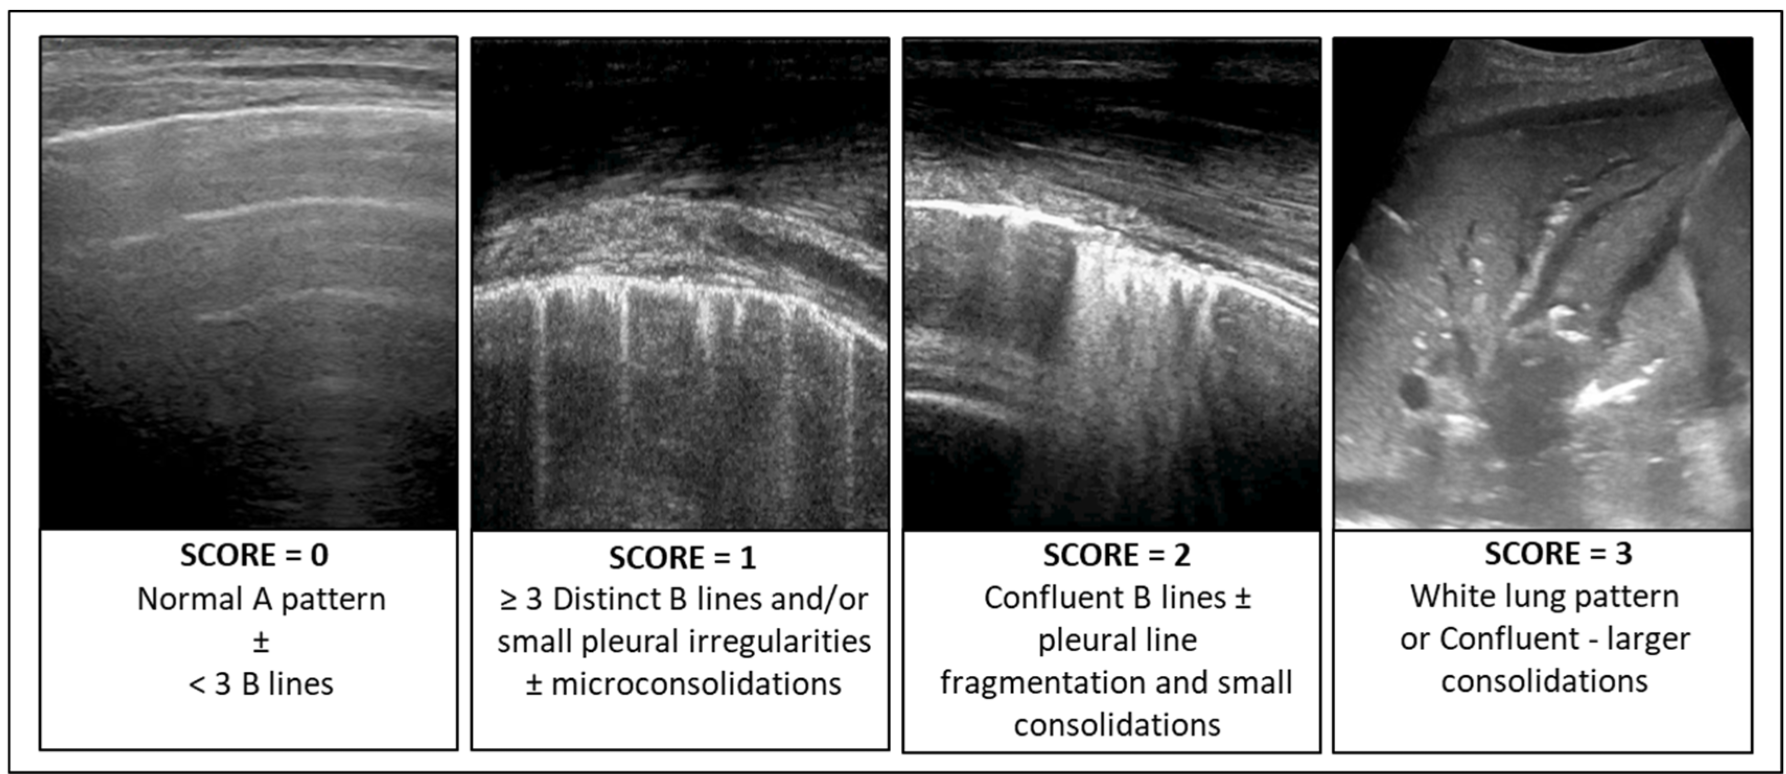 SCORE = 0
Normal A pattern
±
< 3 B lines
SCORE = 1
≥ 3 Distinct B lines and/or
small pleural irregularities
± microconsolidations
SCORE = 2
Confluent B lines ±
pleural line
fragmentation and small
consolidations
SCORE = 3
White lung pattern
or Confluent - larger
consolidations